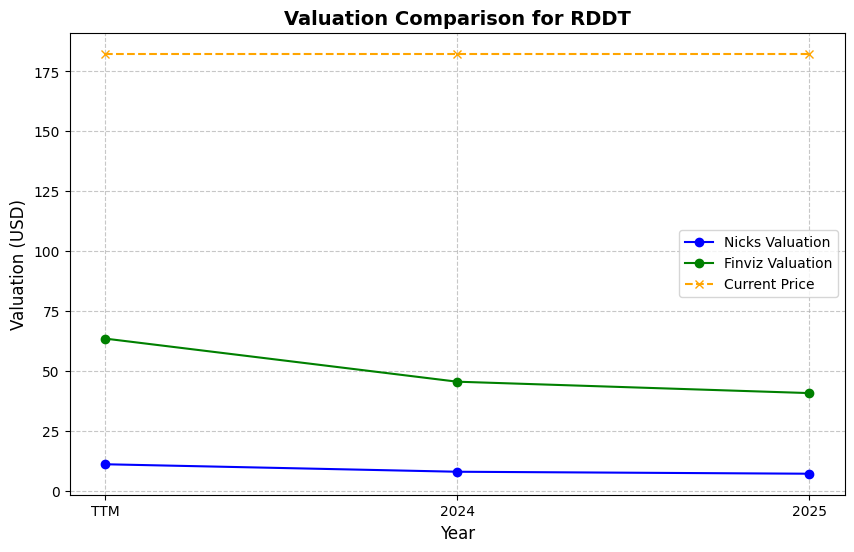 Valuation Comparison for RDDT
Valuation (USD)
175
150
125
100
75
50
25
0
Nicks Valuation
Finviz Valuation
Current Price
TTM
2024
2025
Year